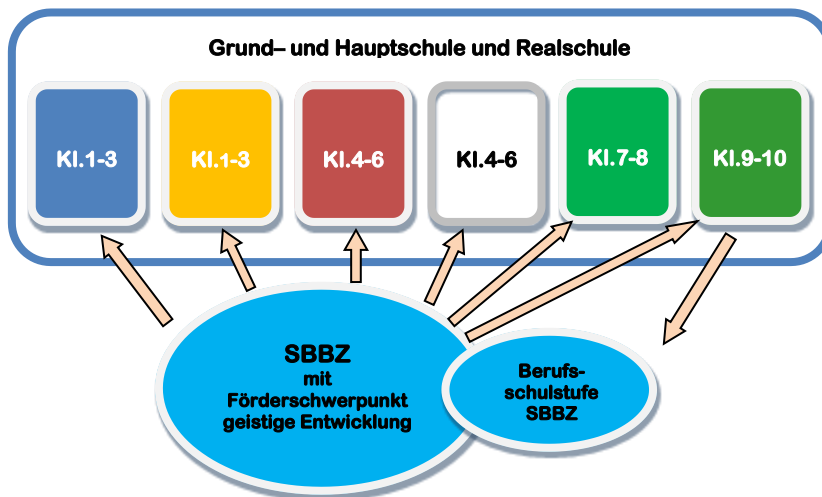 Grund– und Hauptschule und Realschule
Kl.1-3
Kl.1-3
Kl.4-6
Kl.4-6
Kl.7-8
Kl.9-10
SBBZ
mit
Förderschwerpunkt
geistige Entwicklung
Berufs-
schulstufe
SBBZ